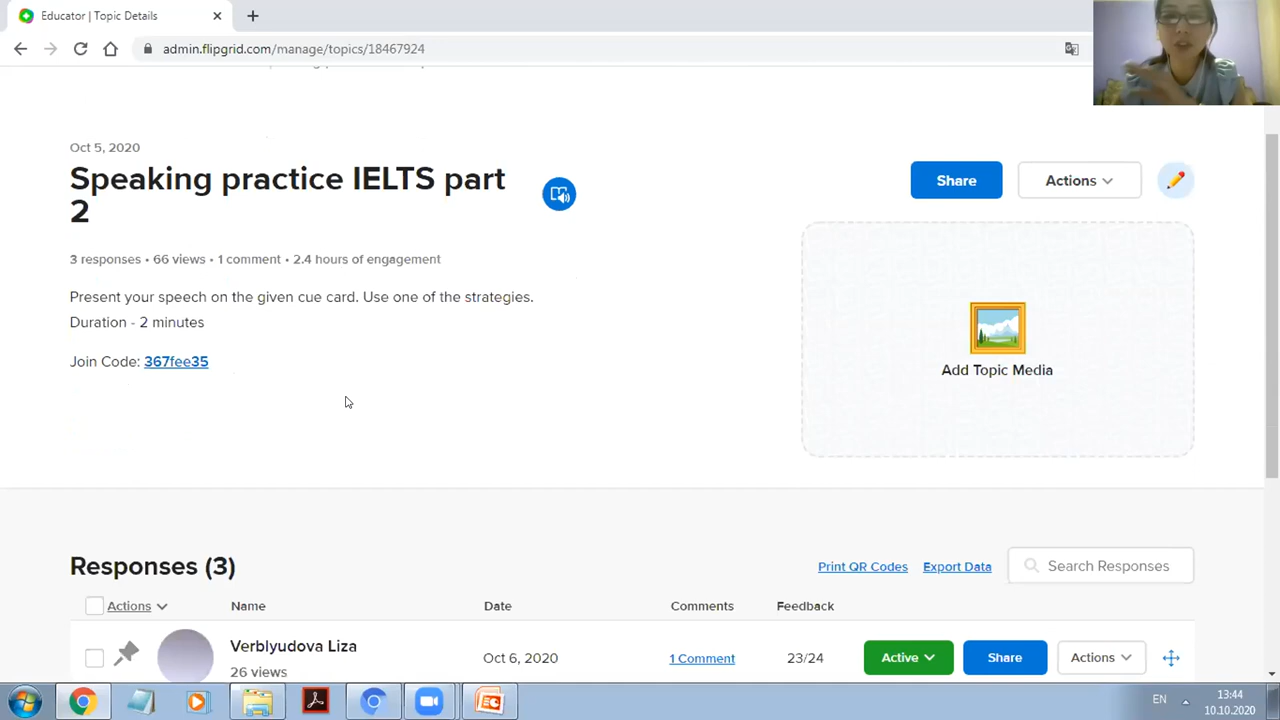 Educator | Topic Details
admin.flipgrid.com/manage/topics/18467924
Oct 5, 2020
Speaking practice IELTS part
2
Share
Actions
3 responses • 66 views • 1 comment • 2.4 hours of engagement
Present your speech on the given cue card. Use one of the strategies.
Duration - 2 minutes
Join Code: 367fee35
Add Topic Media
Responses (3)
Print QR Codes
Export Data
Search Responses
Actions
Name
Date
Comments
Feedback
Verblyudova Liza
26 views
Oct 6, 2020
1 Comment
23/24
Active
Share
Actions
EN
13:44
10.10.2020